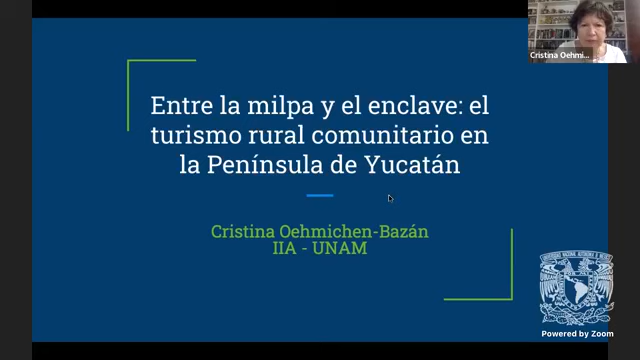 Cristina Oehmi...
Entre la milpa y el enclave: el
turismo rural comunitario en
la Península de Yucatán
Cristina Oehmichen-Bazán
IIA - UNAM
Powered by Zoom